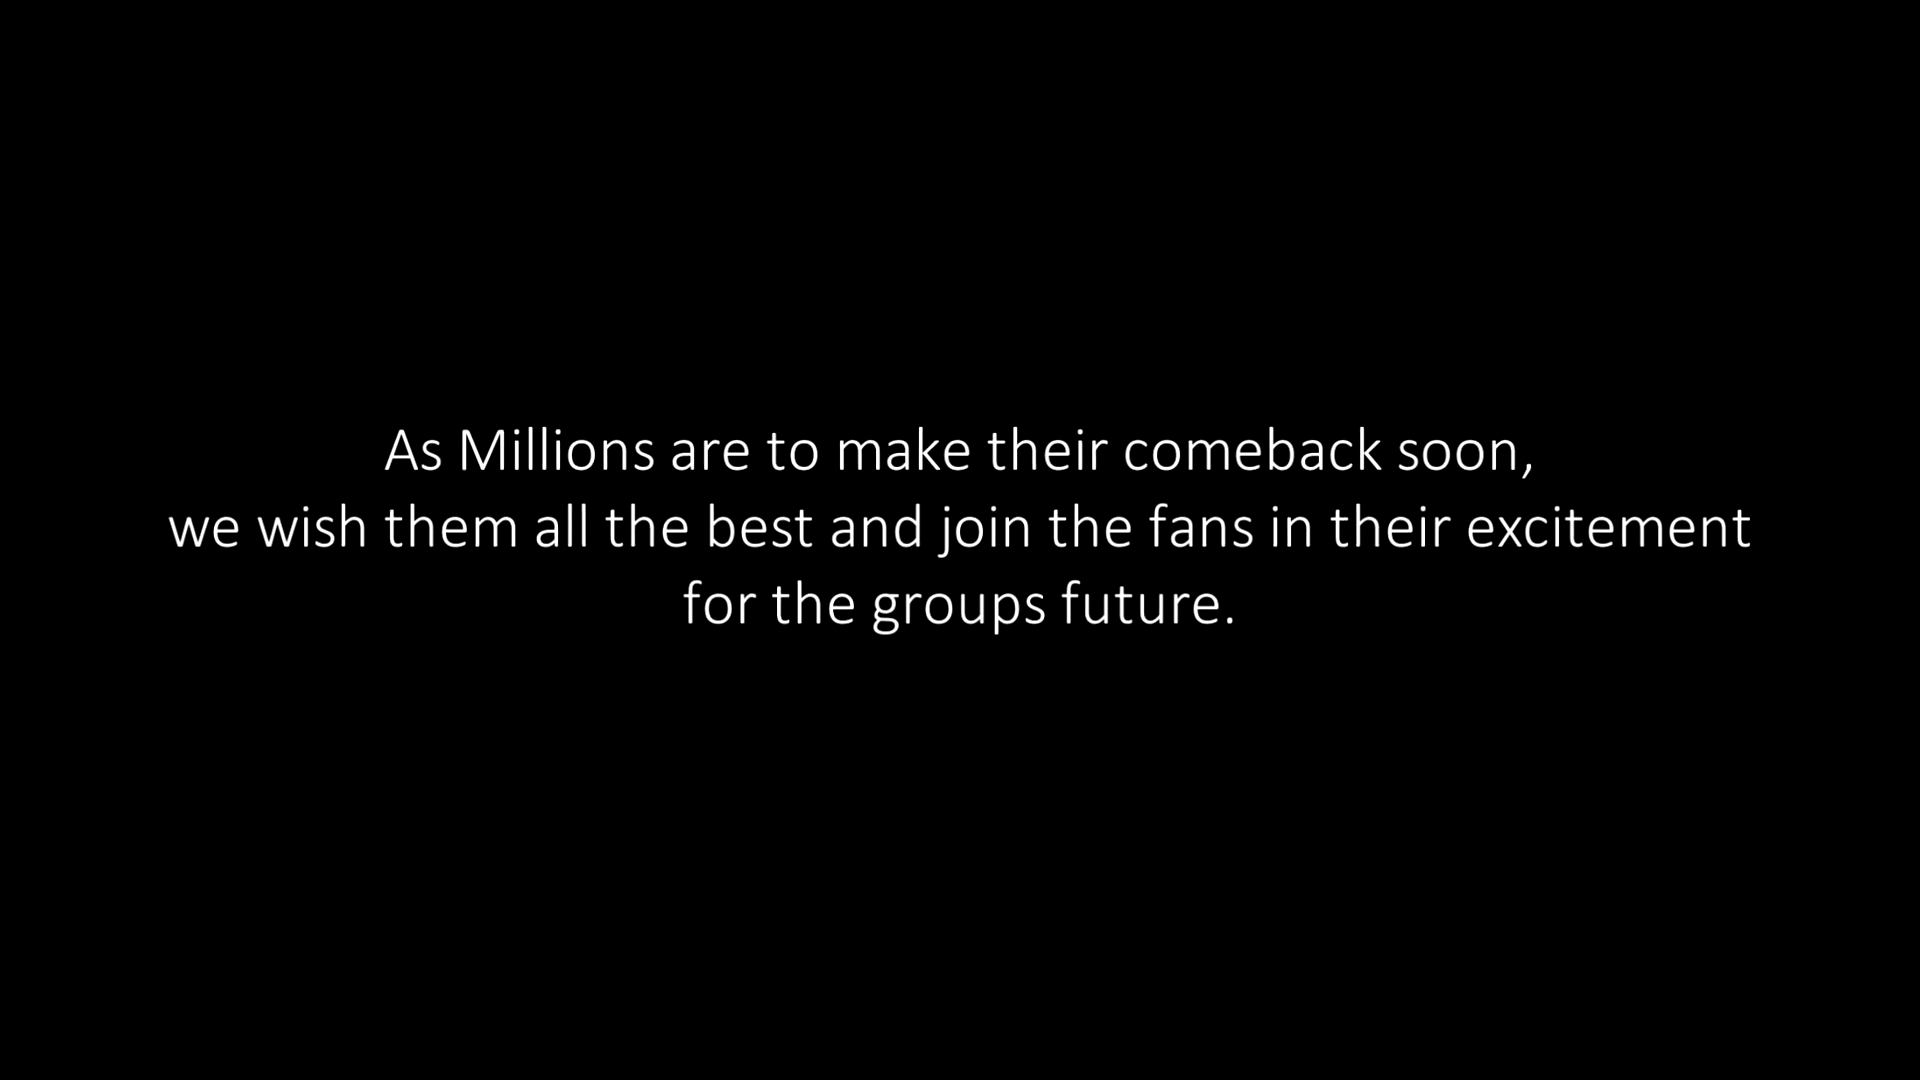 As Millions are to make their comeback soon,
we wish them all the best and join the fans in their excitement
for the groups future.